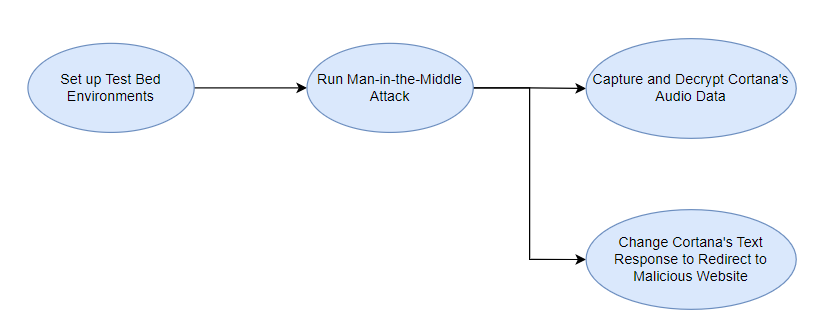 Set up Test Bed
Environments
Run Man-in-the-Middle
Attack
Capture and Decrypt Cortana's
Audio Data
Change Cortana's Text
Response to Redirect to
Malicious Website